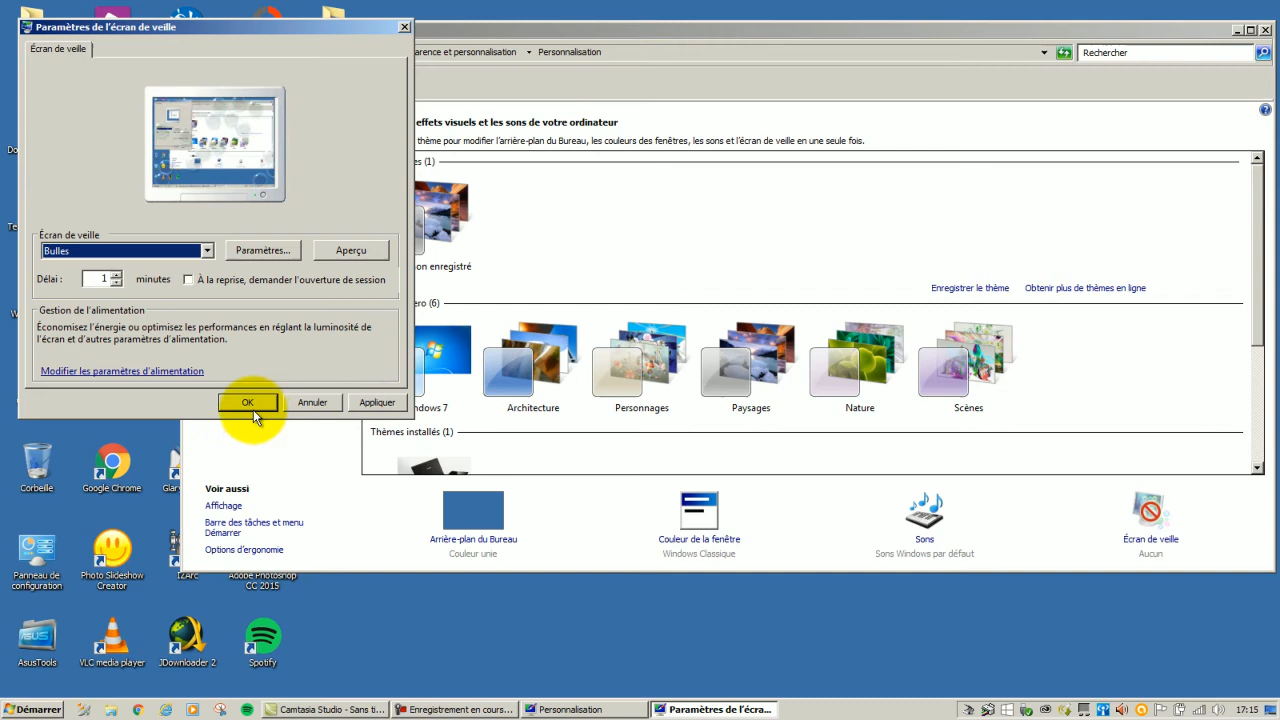 Paramètres de l'écran de veille
Écran de veille
Écran de veille
Bulles
Paramètres...
Aperçu
Délai :
1
minutes
À la reprise, demander l'ouverture de session
Gestion de l'alimentation
Économisez l'énergie ou optimisez les performances en réglant la luminosité de
l'écran et d'autres paramètres d'alimentation.
Modifier les paramètres d'alimentation
OK
Annuler
Appliquer
arence et personnalisation
Personnalisation
Rechercher
effets visuels et les sons de votre ordinateur
thème pour modifier l'arrière-plan du Bureau, les couleurs des fenêtres, les sons et l'écran de veille en une seule fois.
es (1)
on enregistré
Enregistrer le thème
Obtenir plus de thèmes en ligne
ero (6)
ndows 7
Architecture
Personnages
Paysages
Nature
Scènes
Thèmes installés (1)
Voir aussi
Affichage
Barre des tâches et menu
Démarrer
Options d'ergonomie
Arrière-plan du Bureau
Couleur unie
Couleur de la fenêtre
Windows Classique
Sons
Sons Windows par défaut
Écran de veille
Aucun
Corbeille
Google Chrome
Glar
Panneau de
configuration
Photo Slideshow
Creator
IZArc
Adobe Photoshop
CC 2015
ASUS
AsusTools
VLC media player
JDownloader 2
Spotify
Démarrer
Camtasia Studio - Sans ti...
Enregistrement en cours...
Personnalisation
Paramètres de l'écra...
17:15